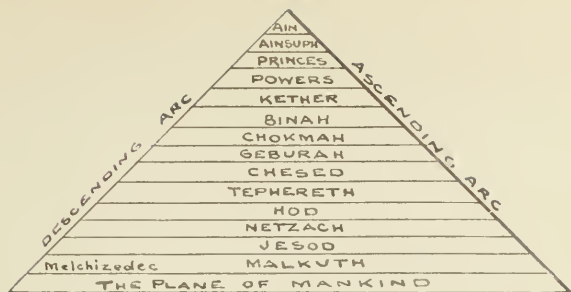 AIN
AINSUPH
PRINCES
POWERS
KETHER
BINAH
CHOKMAH
GEBURAH
CHESED
TEPHERETH
HOD
NETZACH
JESOD
Melchizedec MALKUTH
THE PLANE OF MANKIND
DESCENDING ARC
ASCENDING ARC